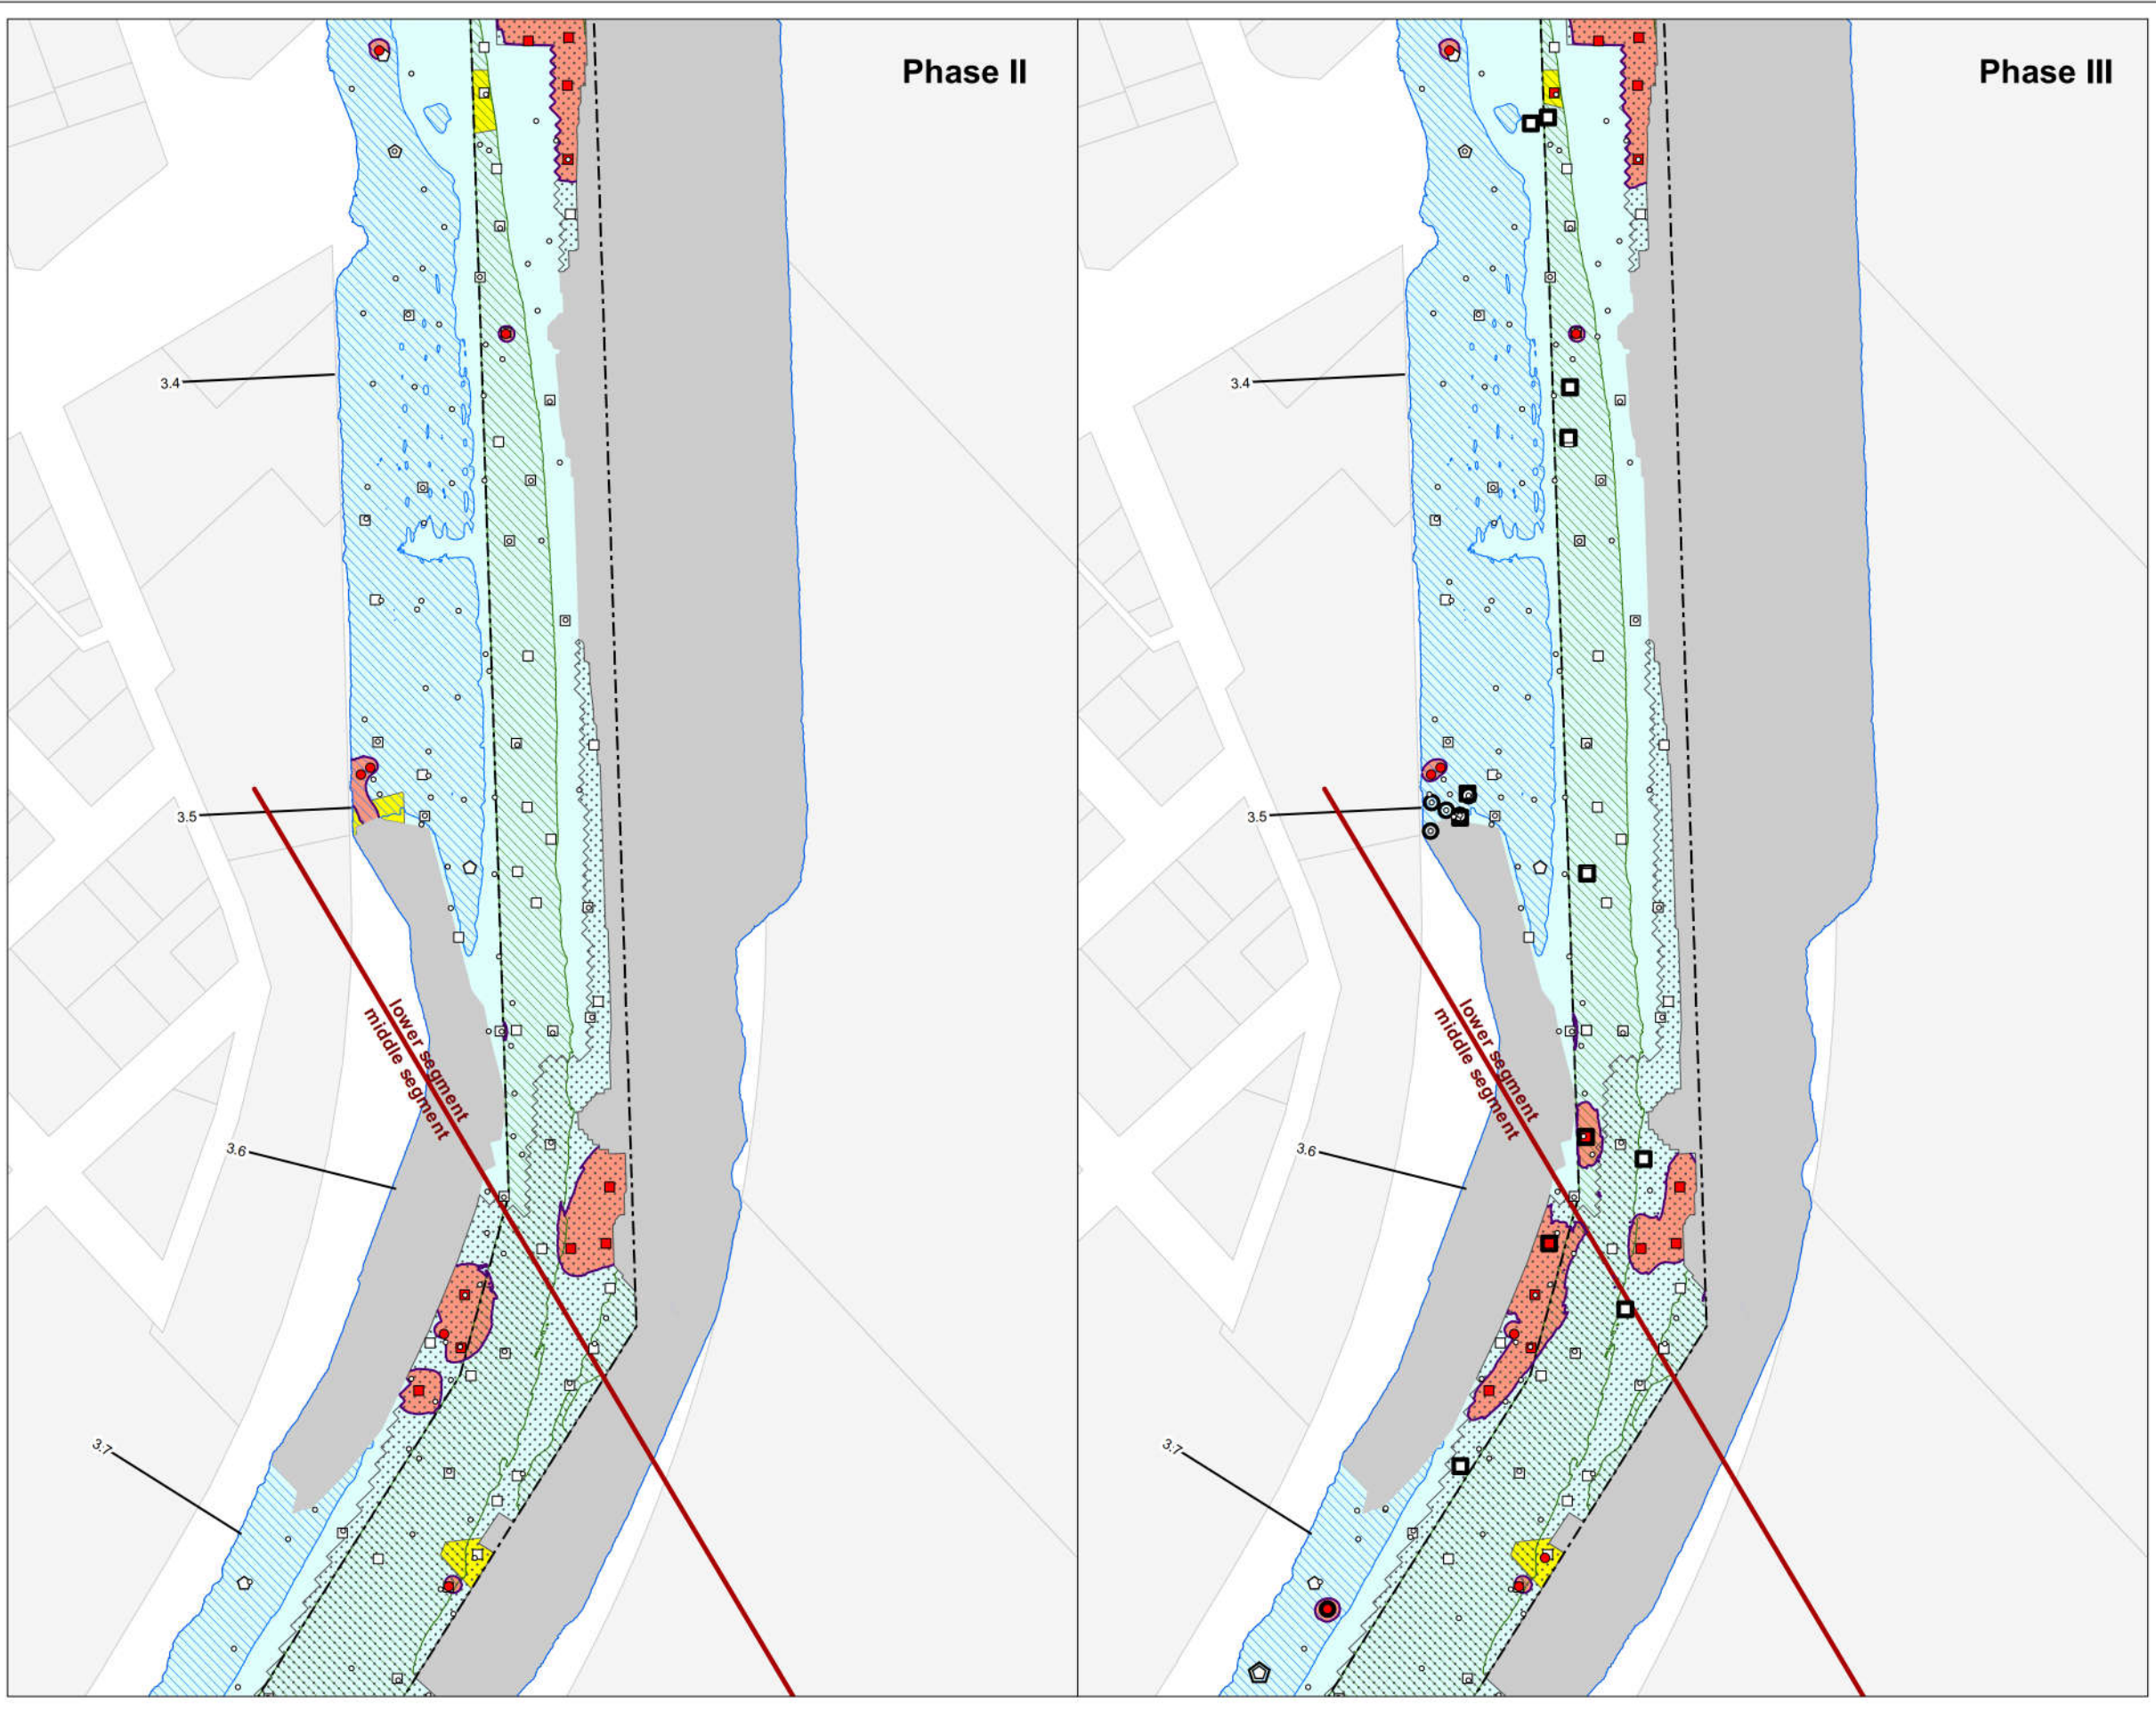 Phase II
3.4
3.5
lower segment
middle segment
3.6
3.7
Phase III
3.4
3.5
lower segment
middle segment
3.6
3.7